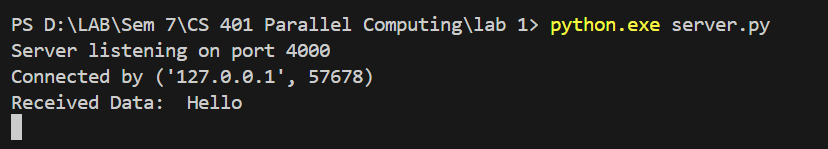 PS D:\LAB\Sem 7\CS 401 Parallel Computing\lab 1> python.exe server.py
Server listening on port 4000
Connected by ('127.0.0.1', 57678)
Received Data:  Hello